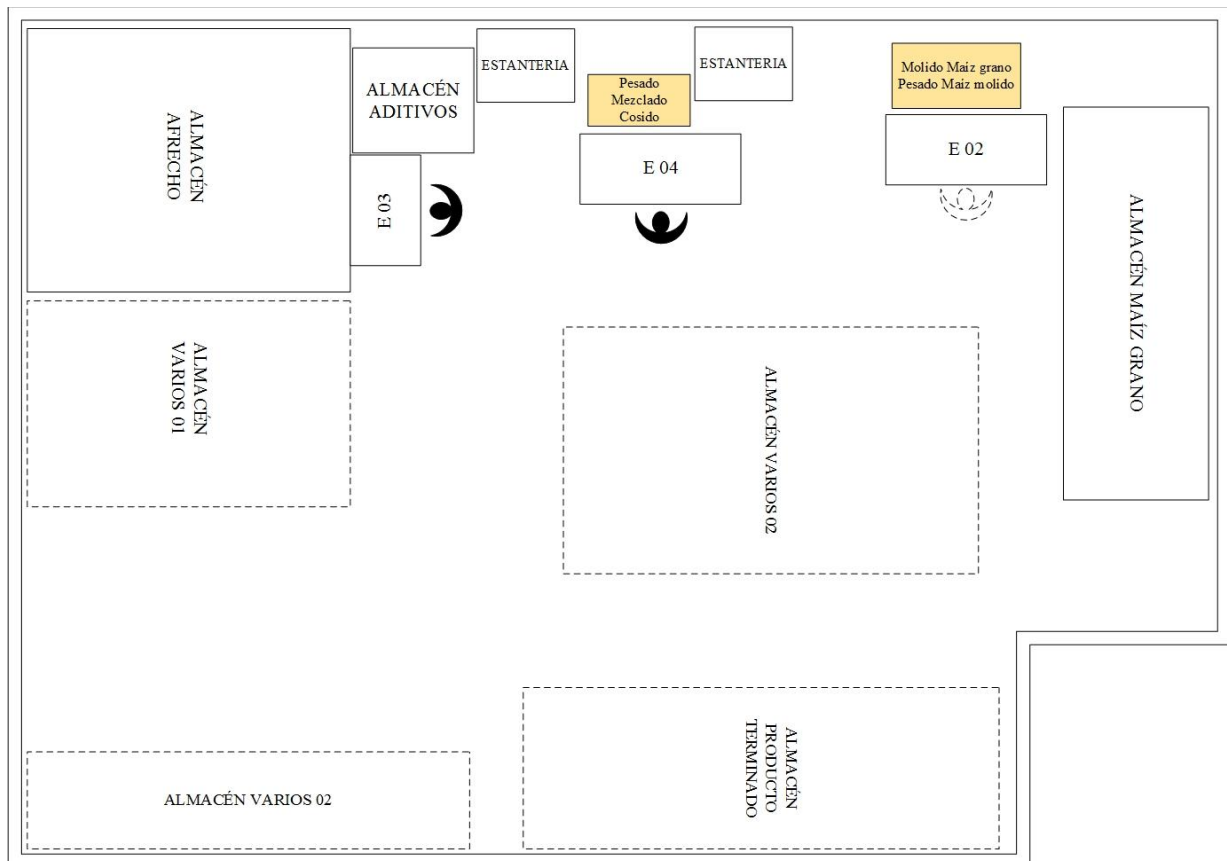 ALMACÉN
AFRECHO
ALMACÉN
ADITIVOS
ESTANTERIA
Pesado
Mezclado
Cosido
ESTANTERIA
Molido Maíz grano
Pesado Maíz molido
E 03
E 04
E 02
ALMACÉN MAÍZ GRANO
ALMACÉN
VARIOS 01
ALMACÉN VARIOS 02
ALMACÉN VARIOS 02
ALMACÉN
PRODUCTO
TERMINADO